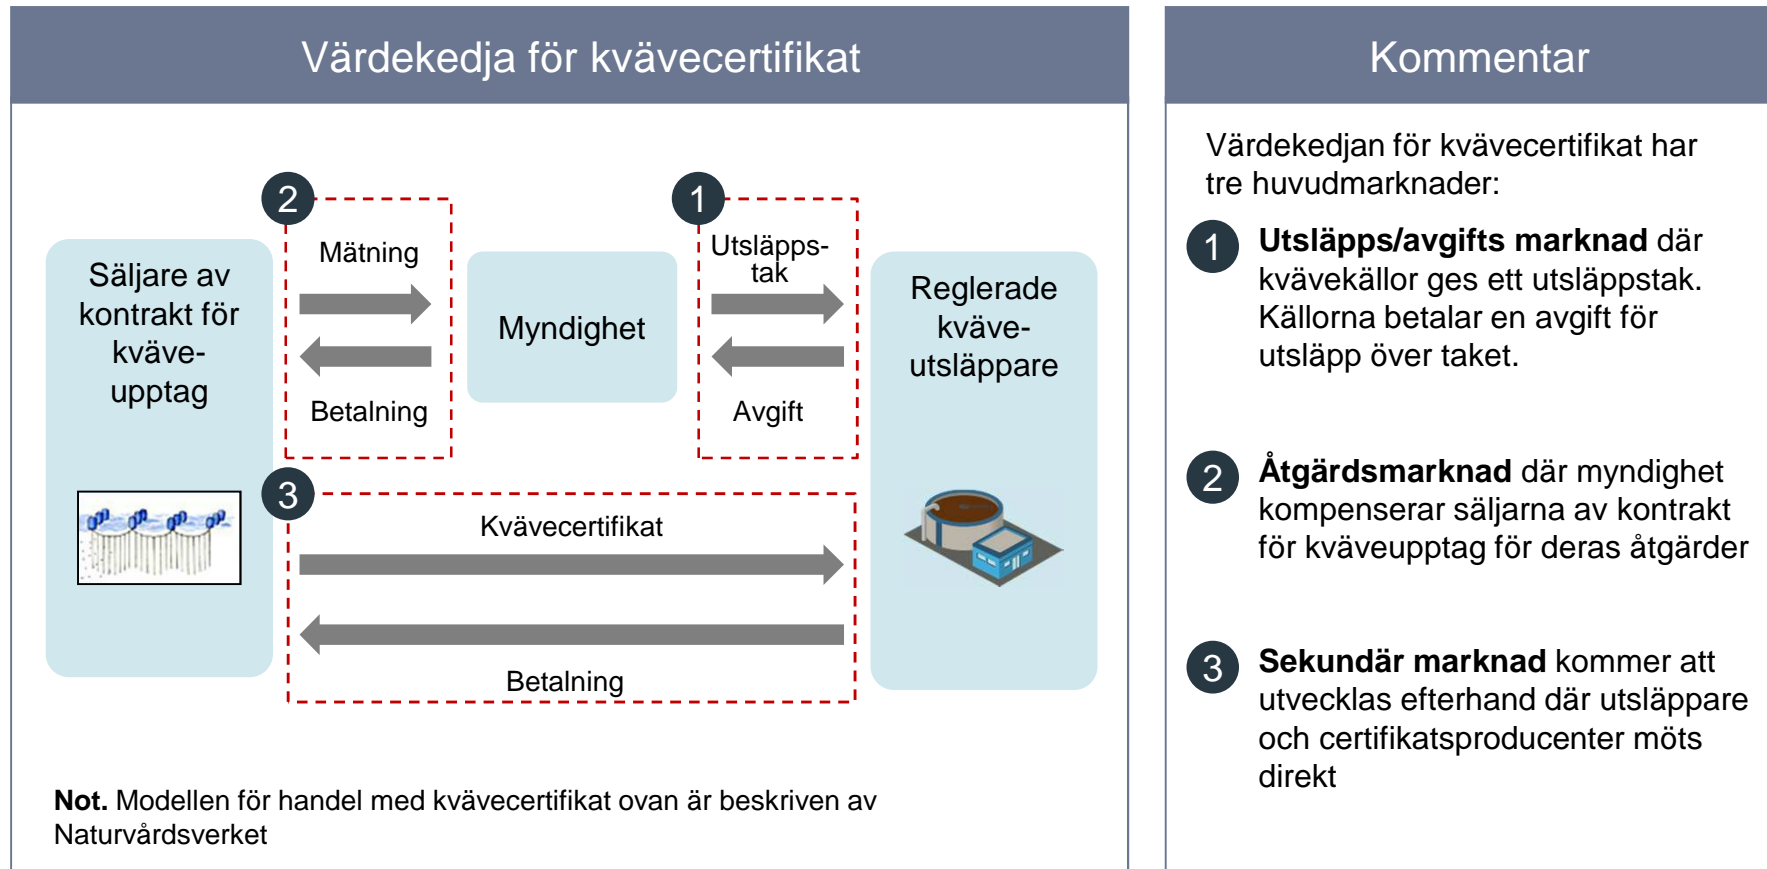 Värdekedja för kvävecertifikat
2
1
Mätning
Utsläpps-
tak
Säljare av
kontrakt för
kväve-
upptag
Myndighet
Reglerade
kväve-
utsläppare
Betalning
Avgift
3
Kvävecertifikat
Betalning
Not. Modellen för handel med kvävecertifikat ovan är beskriven av
Naturvårdsverket
Kommentar
Värdekedjan för kvävecertifikat har
tre huvudmarknader:
1 Utsläpps/avgifts marknad där
kvävekällor ges ett utsläppstak.
Källorna betalar en avgift för
utsläpp över taket.
2 Åtgärdsmarknad där myndighet
kompenserar säljarna av kontrakt
för kväveupptag för deras åtgärder
3 Sekundär marknad kommer att
utvecklas efterhand där utsläppare
och certifikatsproducenter möts
direkt